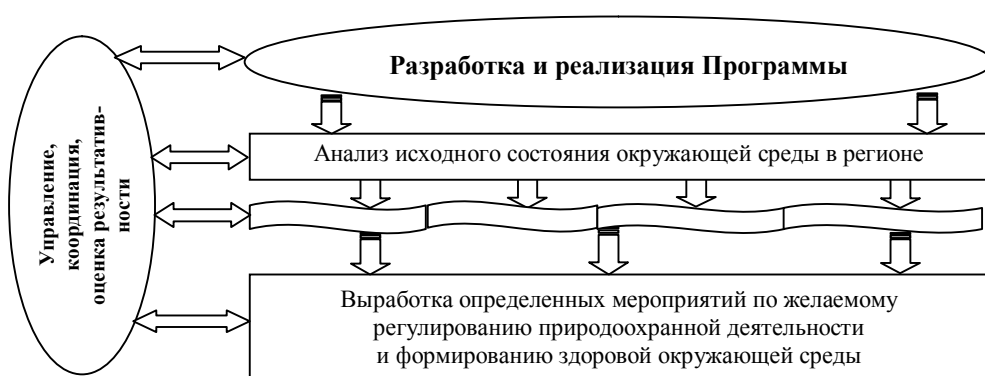 Разработка и реализация Программы
Управление,
координация,
оценка результатив-
ности
Анализ исходного состояния окружающей среды в регионе
Выработка определенных мероприятий по желаемому
регулированию природоохранной деятельности
и формированию здоровой окружающей среды